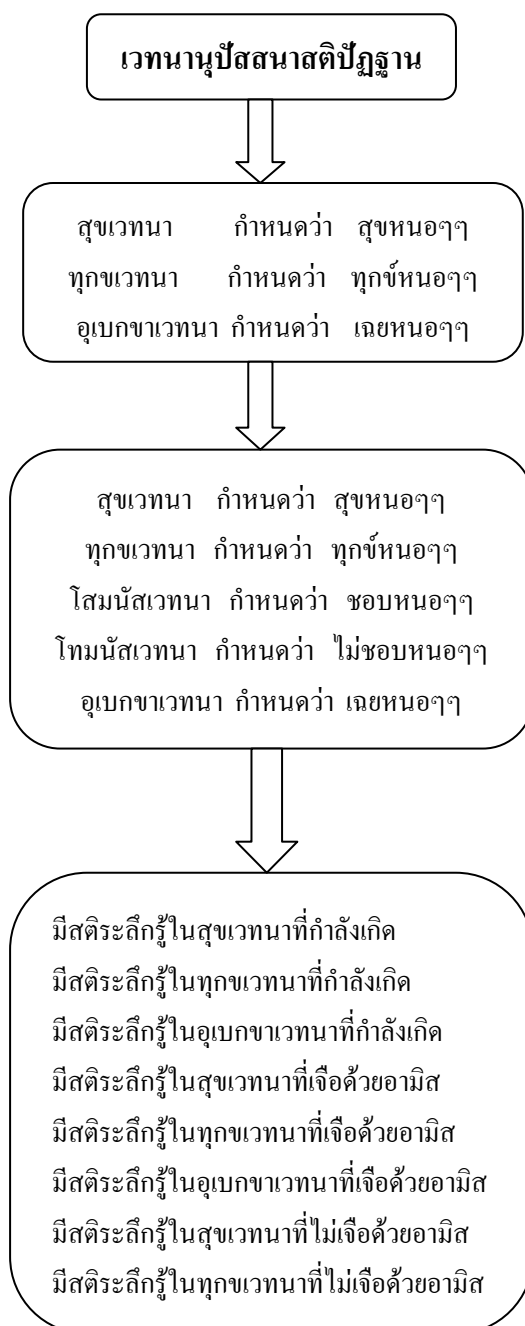 เวทนานุปัสสนาสติปัฏฐาน
สุขเวทนา กำหนดว่า สุขหนอๆๆ
ทุกขเวทนา กำหนดว่า ทุกข์หนอๆๆ
อุเบกขาเวทนา กำหนดว่า เฉยหนอๆๆ
สุขเวทนา กำหนดว่า สุขหนอๆๆ
ทุกขเวทนา กำหนดว่า ทุกข์หนอๆๆ
โสมนัสเวทนา กำหนดว่า ชอบหนอๆๆ
โทมนัสเวทนา กำหนดว่า ไม่ชอบหนอๆๆ
อุเบกขาเวทนา กำหนดว่า เฉยหนอๆๆ
มีสติระลึกรู้ในสุขเวทนาที่กำลังเกิด
มีสติระลึกรู้ในทุกขเวทนาที่กำลังเกิด
มีสติระลึกรู้ในอุเบกขาเวทนาที่กำลังเกิด
มีสติระลึกรู้ในสุขเวทนาที่เจือด้วยอามิส
มีสติระลึกรู้ในทุกขเวทนาที่เจือด้วยอามิส
มีสติระลึกรู้ในอุเบกขาเวทนาที่เจือด้วยอามิส
มีสติระลึกรู้ในสุขเวทนาที่ไม่เจือด้วยอามิส
มีสติระลึกรู้ในทุกขเวทนาที่ไม่เจือด้วยอามิส